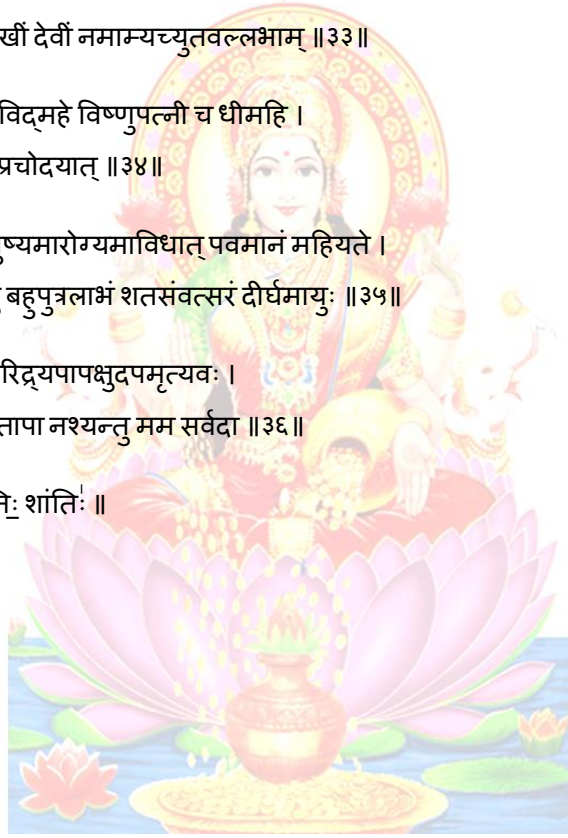 खीं देवीं नमाम्यच्युतवल्लभाम् ॥३३॥
विद्महे विष्णुपत्नी च धीमहि ।
प्रचोदयात् ॥३४॥
ष्यमारोग्यमाविधात् पवमानं महियते ।
बहुपुत्रलाभं शतसंवत्सरं दीर्घमायुः ॥३५॥
रिद्र्यपापक्षुदपमृत्यवः ।
तापा नश्यन्तु मम सर्वदा ॥३६॥
शांतिः॑ ॥